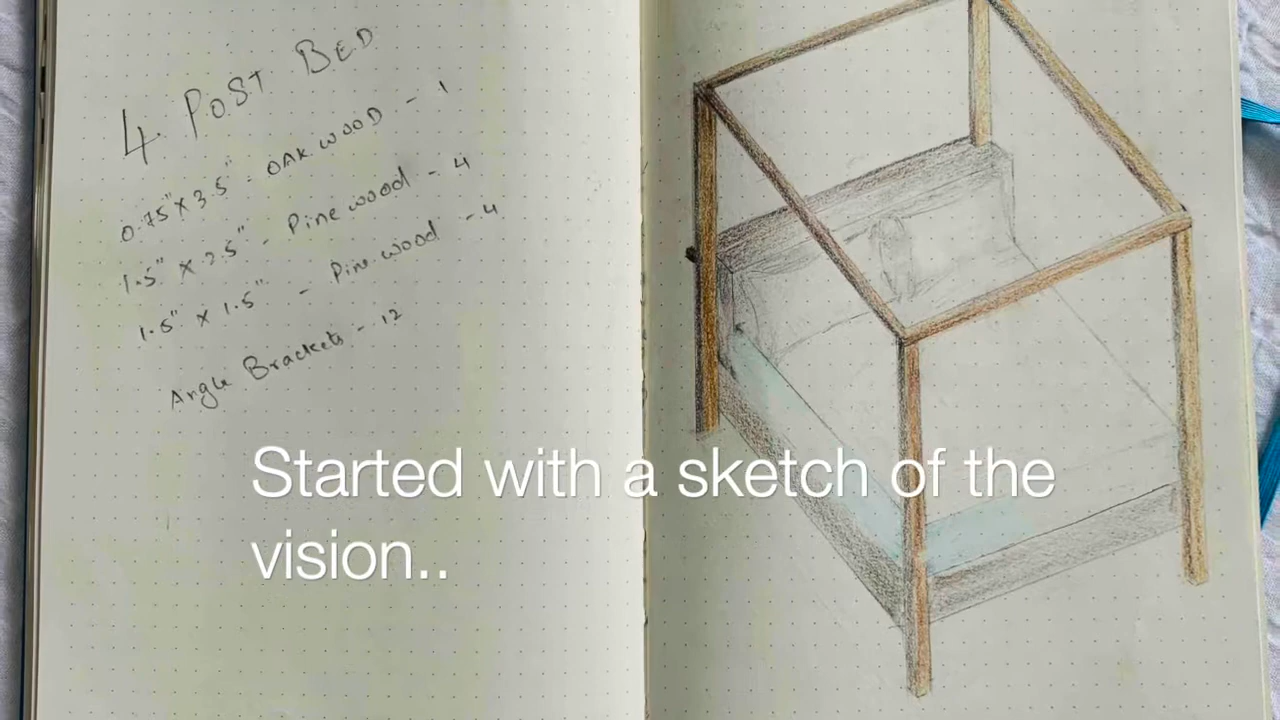 4 POST BED
0.75" X 3.5" - OAK WOOD - 1
1.5" X 2.5" - Pine wood - 4
1.5" X 1.5" - Pine wood - 4
Angle Brackets - 12
Started with a sketch of the
vision..